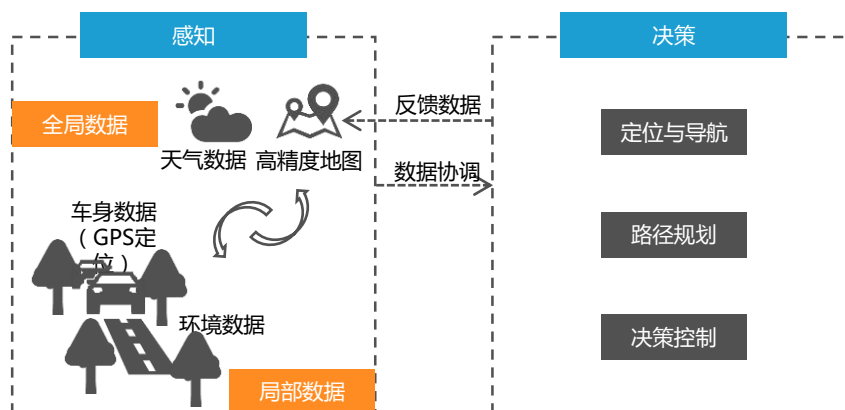 感知
决策
全局数据
天气数据
高精度地图
反馈数据
数据协调
定位与导航
车身数据
（GPS定
位）
路径规划
环境数据
决策控制
局部数据